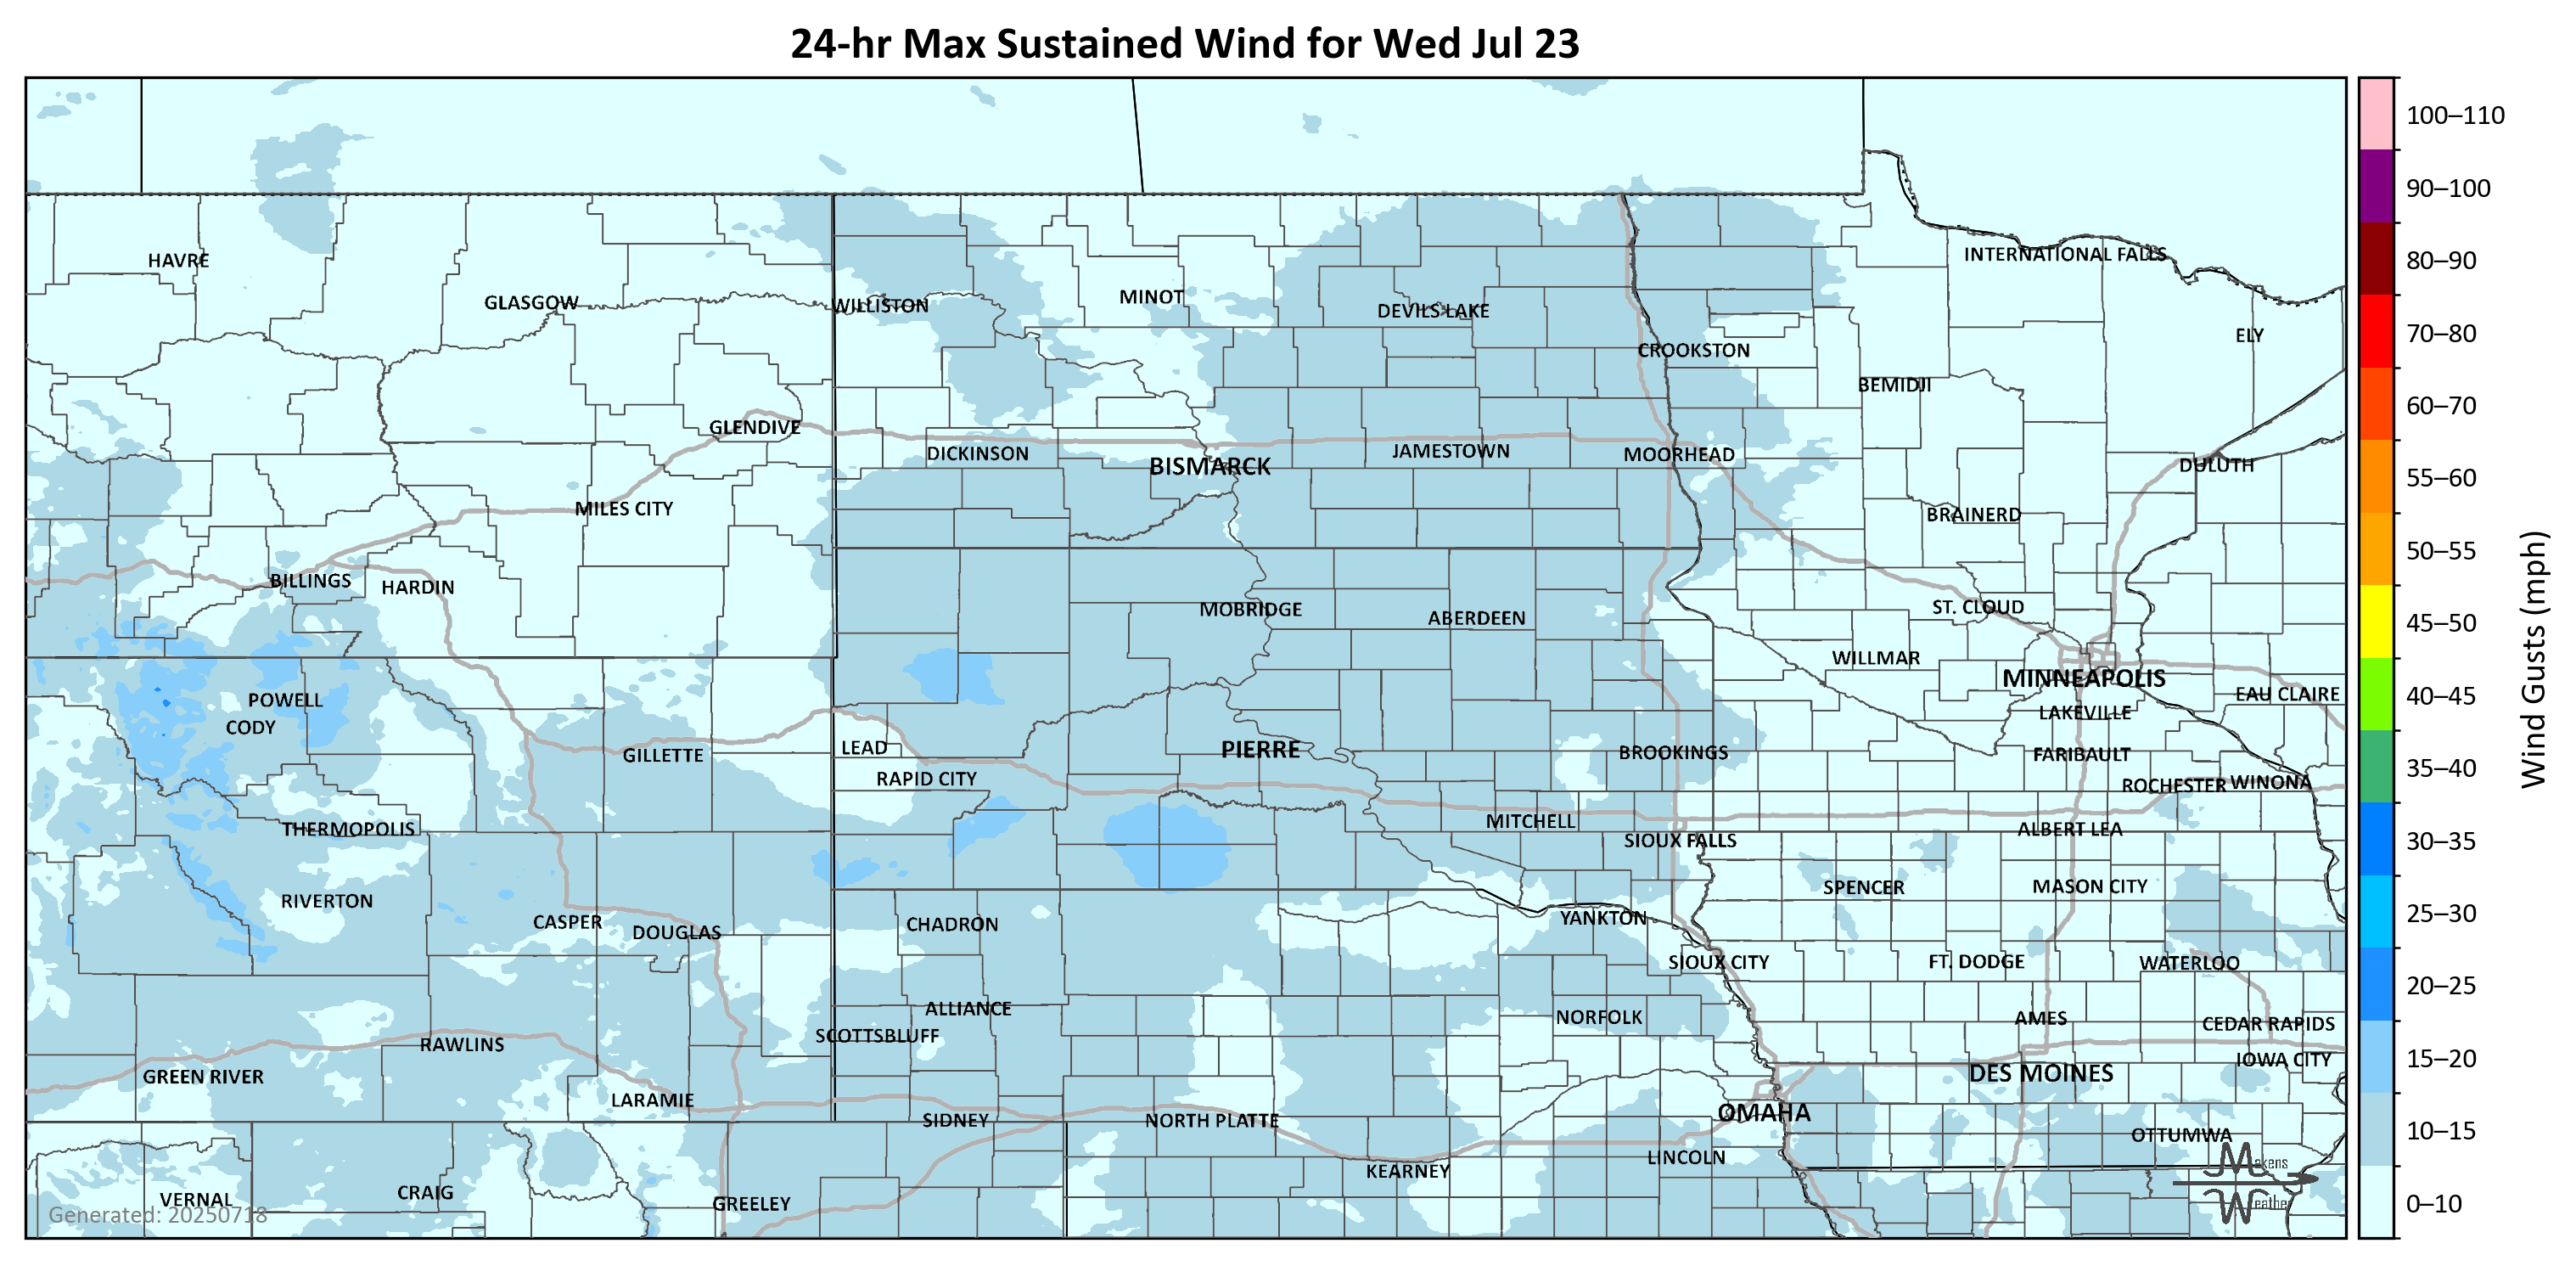 24-hr Max Sustained Wind for Wed Jul 23
100–110
90–100
80–90
70–80
60–70
55–60
50–55
45–50
40–45
35–40
30–35
25–30
20–25
15–20
10–15
0–10
Wind Gusts (mph)
HAVRE
INTERNATIONAL FALLS
GLASGOW
WILLISTON
MINOT
DEVILS LAKE
ELY
CROOKSTON
BEMIDJI
GLENDIVE
DICKINSON
BISMARCK
JAMESTOWN
MOORHEAD
DULUTH
MILES CITY
BRAINERD
BILLINGS
HARDIN
MOBRIDGE
ABERDEEN
ST. CLOUD
WILLMAR
MINNEAPOLIS
EAU CLAIRE
POWELL
CODY
LAKEVILLE
GILLETTE
LEAD
PIERRE
BROOKINGS
FARIBAULT
RAPID CITY
ROCHESTER
WINONA
THERMOPOLIS
MITCHELL
SIOUX FALLS
ALBERT LEA
SPENCER
MASON CITY
RIVERTON
CASPER
DOUGLAS
CHADRON
YANKTON
SIOUX CITY
FT. DODGE
WATERLOO
ALLIANCE
NORFOLK
AMES
CEDAR RAPIDS
SCOTTSBLUFF
RAWLINS
IOWA CITY
GREEN RIVER
DES MOINES
LARAMIE
SIDNEY
NORTH PLATTE
OMAHA
OTTUMWA
KEARNEY
LINCOLN
VERNAL
CRAIG
GREELEY
Generated: 20250718
Makens
Weather